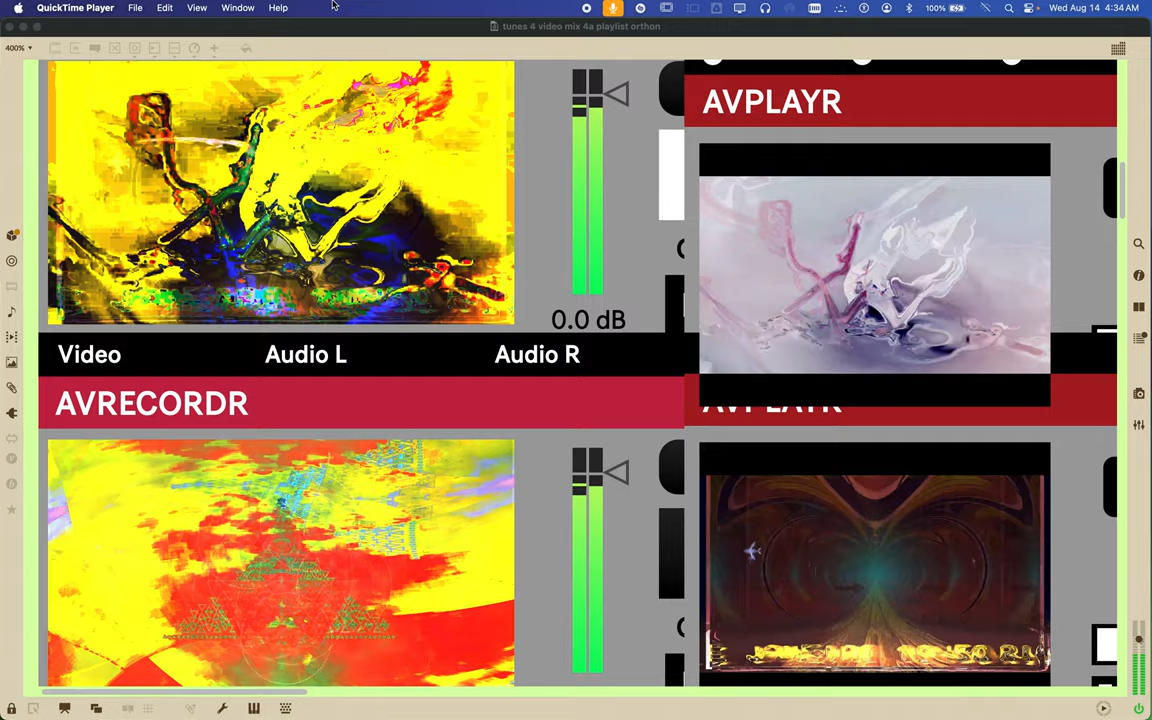 QuickTime Player File Edit View Window Help 100% Wed Aug 14 4:34 AM
tunes 4 video mix 4a playlist orthon
400%
AVPLAYR
0.0 dB
Video Audio L Audio R
AVRECORDR
AVPLAYR